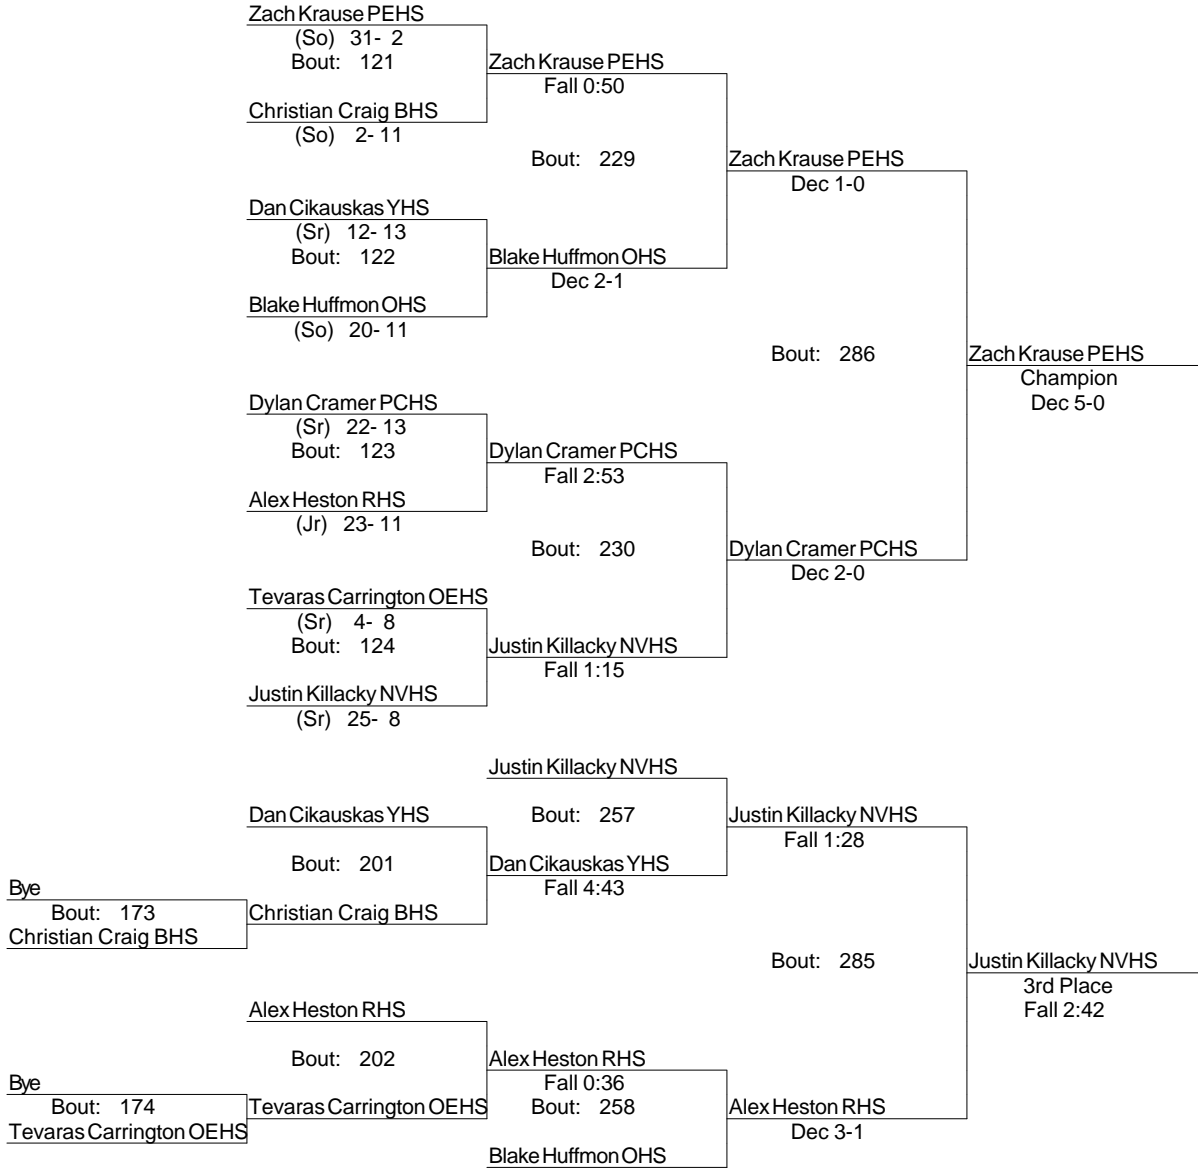 Zach Krause PEHS
(So) 31- 2
Bout: 121
Zach Krause PEHS
Fall 0:50
Christian Craig BHS
(So) 2- 11
Bout: 229
Zach Krause PEHS
Dec 1-0
Dan Cikauskas YHS
(Sr) 12- 13
Bout: 122
Blake Huffmon OHS
Dec 2-1
Blake Huffmon OHS
(So) 20- 11
Bout: 286
Zach Krause PEHS
Champion
Dec 5-0
Dylan Cramer PCHS
(Sr) 22- 13
Bout: 123
Dylan Cramer PCHS
Fall 2:53
Alex Heston RHS
(Jr) 23- 11
Bout: 230
Dylan Cramer PCHS
Dec 2-0
Tevaras Carrington OEHS
(Sr) 4- 8
Bout: 124
Justin Killacky NVHS
Fall 1:15
Justin Killacky NVHS
(Sr) 25- 8
Justin Killacky NVHS
Dan Cikauskas YHS
Bout: 257
Justin Killacky NVHS
Fall 1:28
Bout: 201
Dan Cikauskas YHS
Fall 4:43
Bye
Bout: 173
Christian Craig BHS
Christian Craig BHS
Bout: 285
Justin Killacky NVHS
3rd Place
Fall 2:42
Alex Heston RHS
Bout: 202
Alex Heston RHS
Fall 0:36
Bye
Bout: 174
Tevaras Carrington OEHS
Tevaras Carrington OEHS
Bout: 258
Alex Heston RHS
Dec 3-1
Blake Huffmon OHS